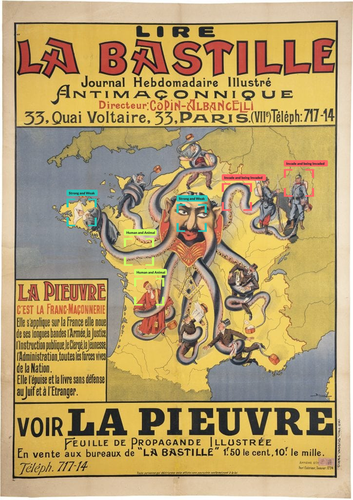 LIRE
LA BASTILLE
Journal Hebdomadaire Illustré
ANTIMAÇONNIQUE
Directeur: COPIN-ALBANCELLI
33, Quai Voltaire, 33, PARIS (VIIe) Téléph: 717-14
Invade and being Invaded
Invade and being Invaded
Strong and Weak
Strong and Weak
Human and Animal
Human and Animal
LA PIEUVRE
C'EST LA FRANC-MAÇONNERIE
Elle s'applique sur la France elle noue
de ses longues bandes l'Armée, la Justice
l'Instruction publique, le Clergé, la Jeunesse,
l'Administration, toutes les forces vives
de la Nation.
Elle l'épuise et la livre sans défense
au Juif et à l'Etranger.
VOIR LA PIEUVRE
FEUILLE DE PROPAGANDE ILLUSTRÉE
En vente aux bureaux de "LA BASTILLE" 1f.50 le cent, 10f. le mille.
Téléph. 717-14